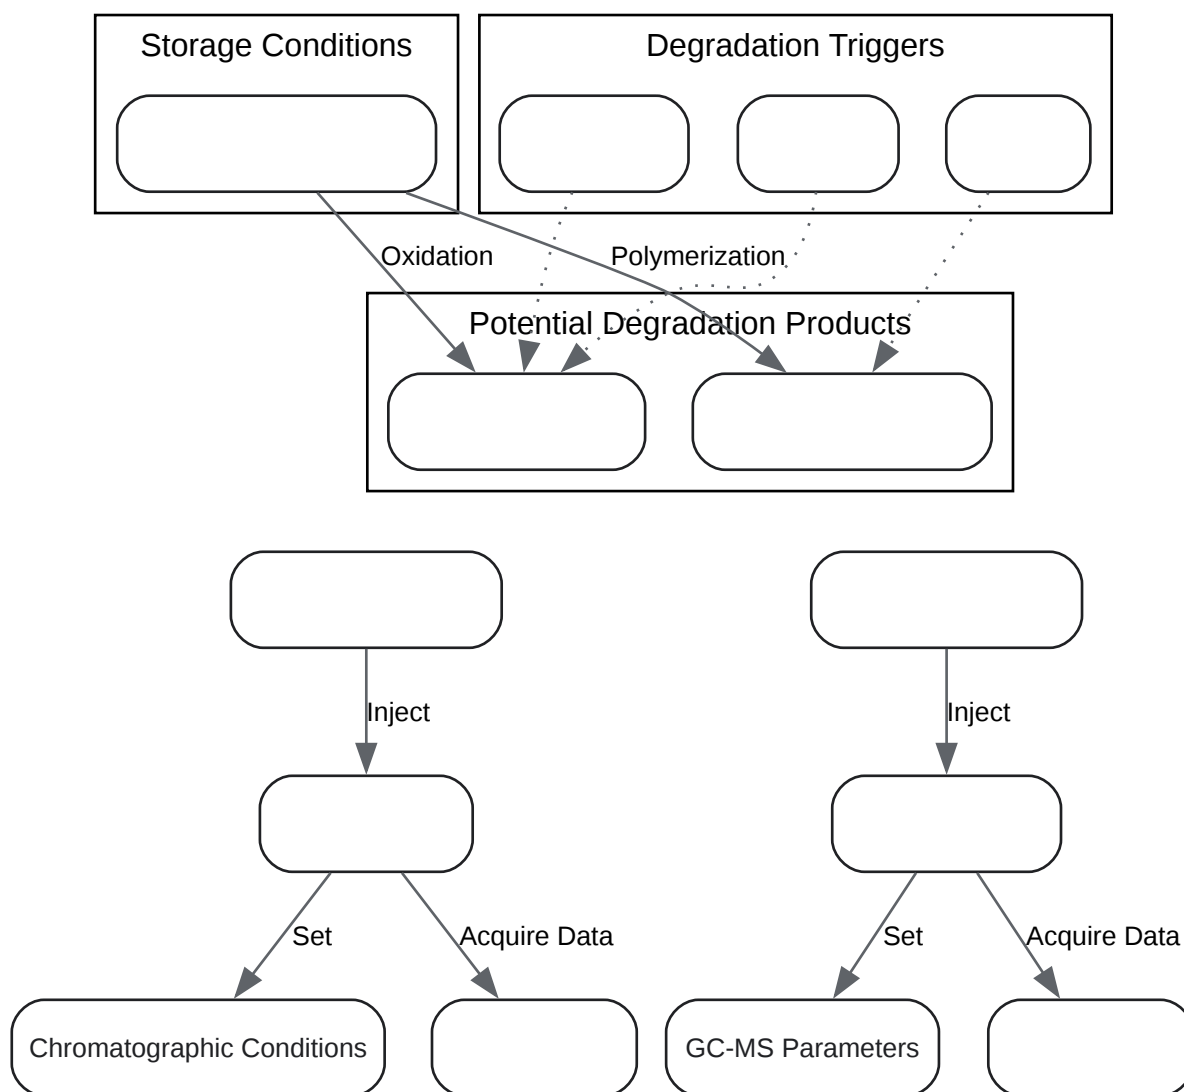 Storage Conditions
Degradation Triggers
Oxidation
Polymerization
Potential Degradation Products
Inject
Inject
Set
Acquire Data
Set
Acquire Data
Chromatographic Conditions
GC-MS Parameters